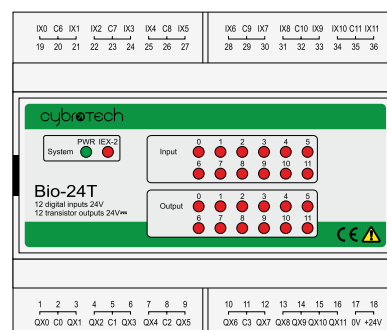 IX0 C6 IX1 IX2 C7 IX3 IX4 C8 IX5 IX6 C9 IX7 IX8 C10 IX9 IX10 C11 IX11
19 20 21 22 23 24 25 26 27 28 29 30 31 32 33 34 35 36
cybrotech
PWR IEX-2
System
Input
0 1 2 3 4 5
6 7 8 9 10 11
Bio-24T
12 digital inputs 24V
12 transistor outputs 24V
Output
0 1 2 3 4 5
6 7 8 9 10 11
CE
1 2 3 4 5 6 7 8 9 10 11 12 13 14 15 16 17 18
QX0 C0 QX1 QX2 C1 QX3 QX4 C2 QX5 QX6 C3 QX7 QX8 QX9 QX10 QX11 0V +24V